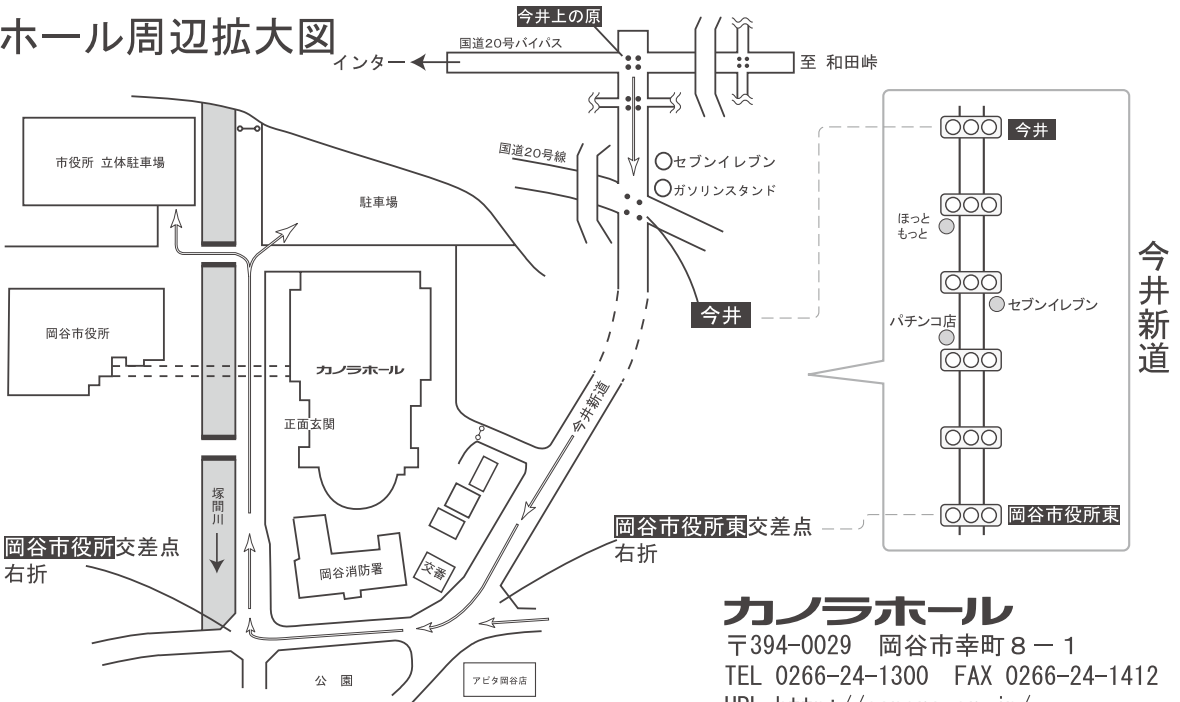 ホール周辺拡大図
今井上の原
国道20号バイパス
インター
至 和田峠
国道20号線
セブンイレブン
ガソリンスタンド
今井
市役所 立体駐車場
駐車場
岡谷市役所
カノラホール
正面玄関
今井新道
塚間川
岡谷消防署
交番
岡谷市役所交差点
右折
岡谷市役所東交差点
右折
公園
アピタ岡谷店
今井
ほっと
もっと
セブンイレブン
パチンコ店
岡谷市役所東
今井新道
カノラホール
〒394-0029 岡谷市幸町8-1
TEL 0266-24-1300 FAX 0266-24-1412